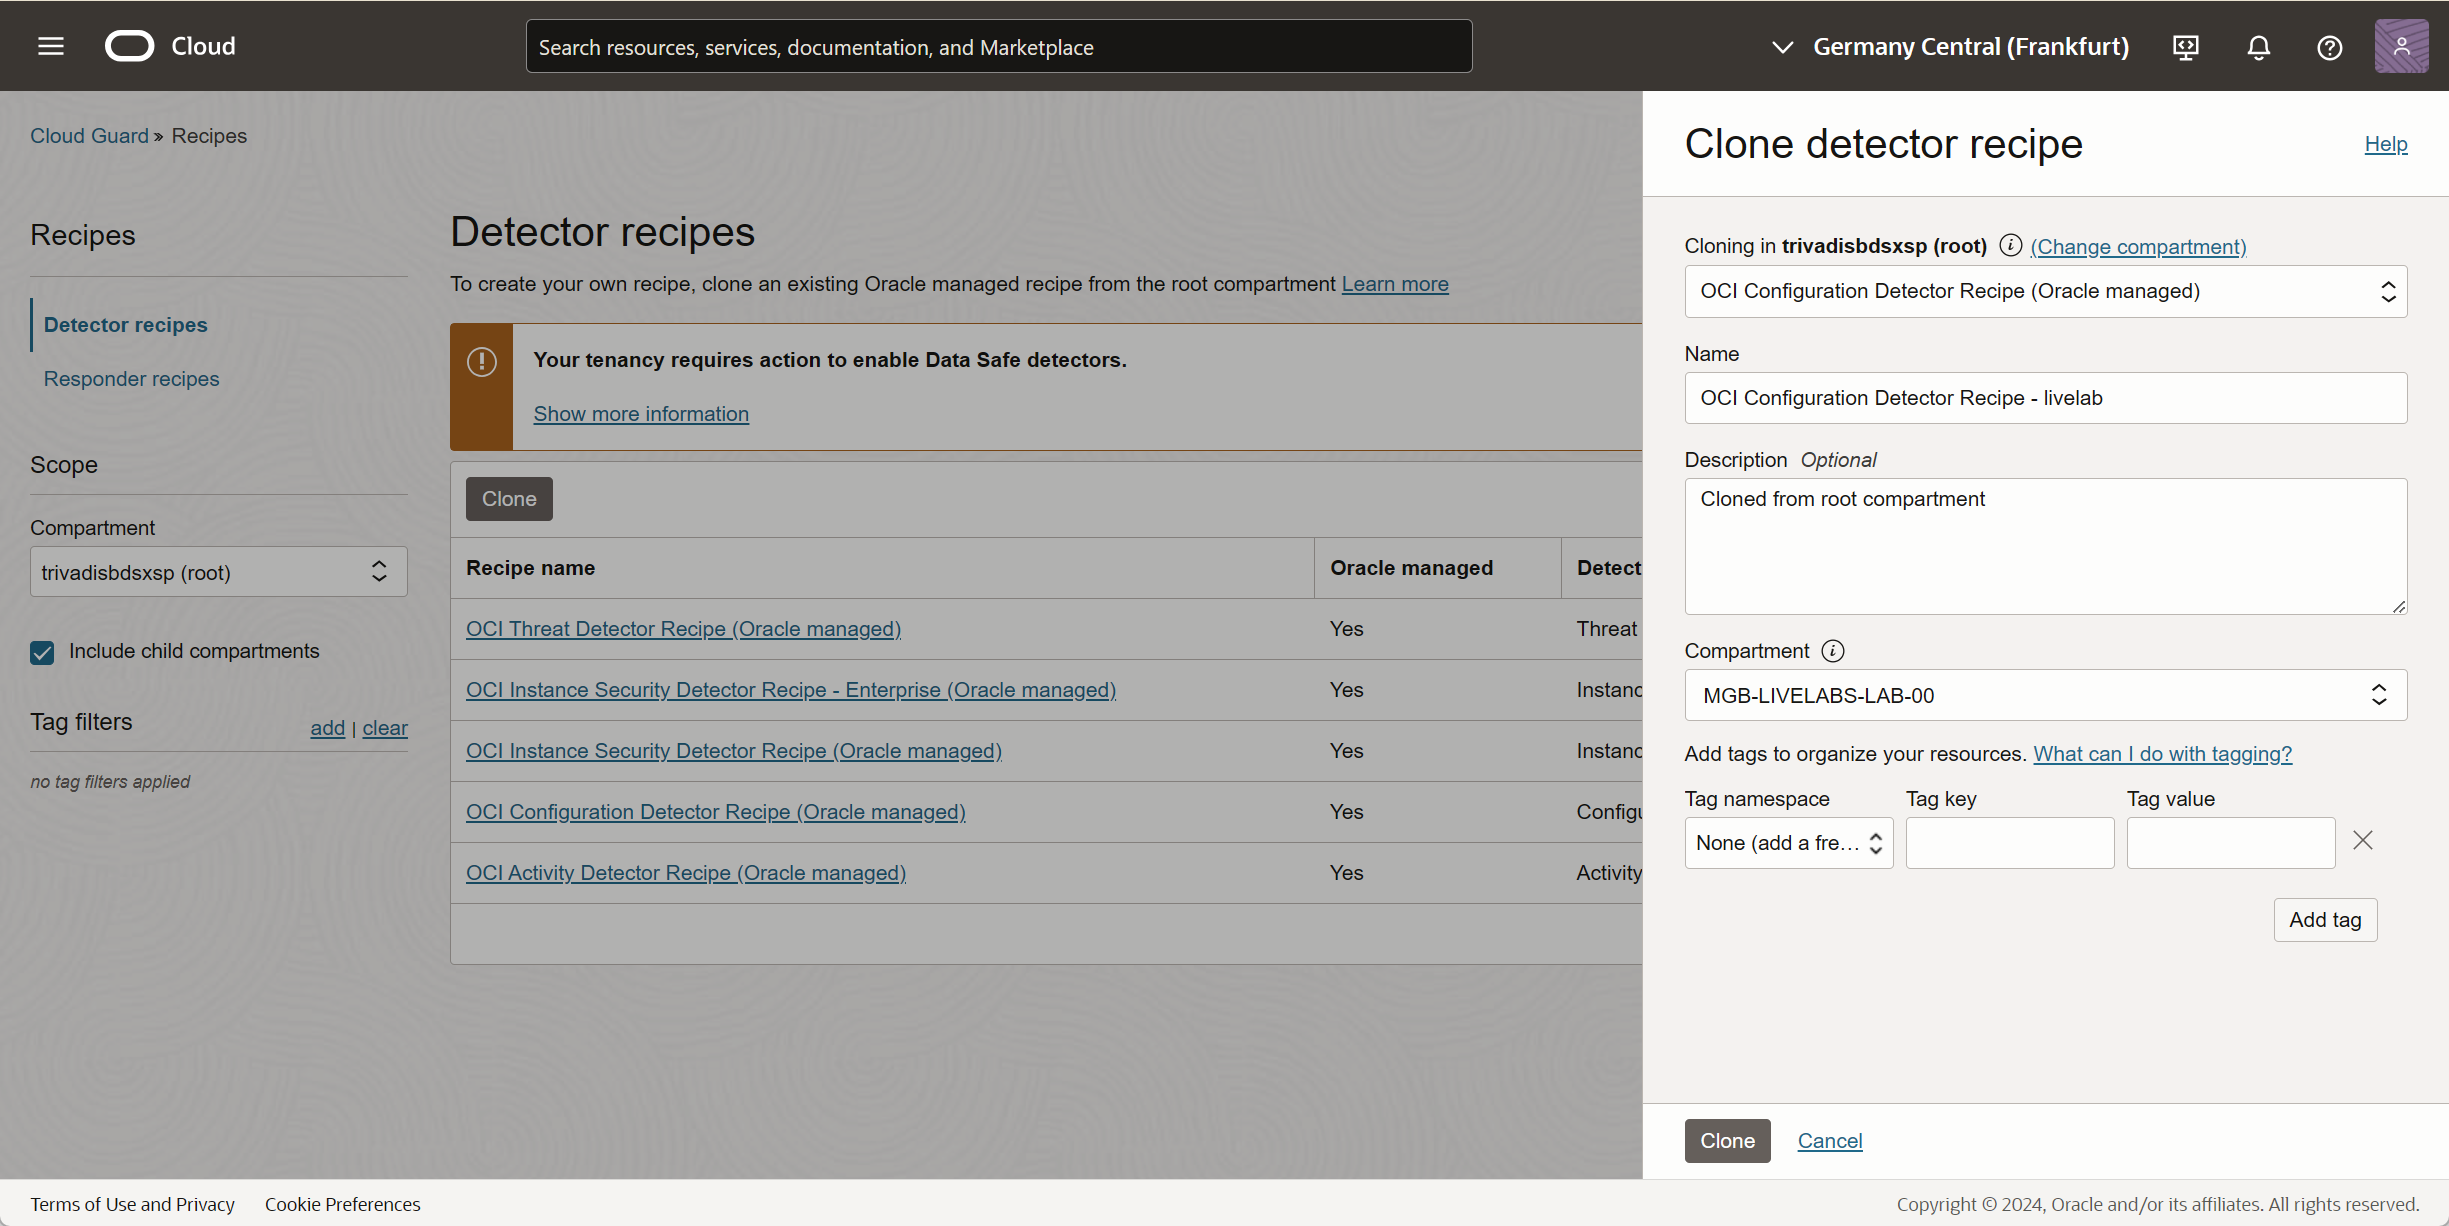 Cloud
Search resources, services, documentation, and Marketplace
Germany Central (Frankfurt)
Cloud Guard » Recipes
Recipes
Detector recipes
Responder recipes
Scope
Compartment
trivadisbdsxsp (root)
Include child compartments
Tag filters
add | clear
no tag filters applied
Detector recipes
To create your own recipe, clone an existing Oracle managed recipe from the root compartment Learn more
Your tenancy requires action to enable Data Safe detectors.
Show more information
Clone
Recipe name Oracle managed Detect
OCI Threat Detector Recipe (Oracle managed) Yes Threat
OCI Instance Security Detector Recipe - Enterprise (Oracle managed) Yes Instanc
OCI Instance Security Detector Recipe (Oracle managed) Yes Instanc
OCI Configuration Detector Recipe (Oracle managed) Yes Configu
OCI Activity Detector Recipe (Oracle managed) Yes Activity
Clone detector recipe
Help
Cloning in trivadisbdsxsp (root) (Change compartment)
OCI Configuration Detector Recipe (Oracle managed)
Name
OCI Configuration Detector Recipe - livelab
Description Optional
Cloned from root compartment
Compartment
MGB-LIVELABS-LAB-00
Add tags to organize your resources. What can I do with tagging?
Tag namespace Tag key Tag value
None (add a fre...
Add tag
Clone Cancel
Terms of Use and Privacy Cookie Preferences
Copyright © 2024, Oracle and/or its affiliates. All rights reserved.